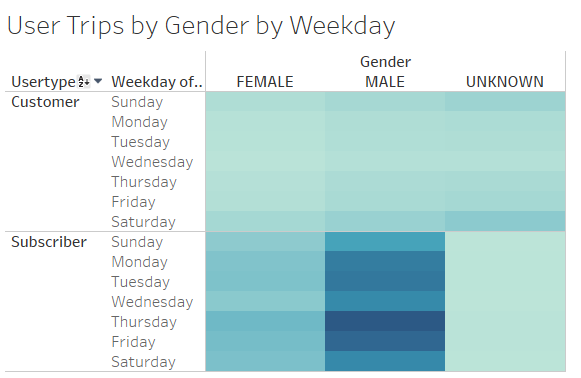 User Trips by Gender by Weekday
Gender
Usertype Weekday of.. FEMALE MALE UNKNOWN
Customer Sunday
Monday
Tuesday
Wednesday
Thursday
Friday
Saturday
Subscriber Sunday
Monday
Tuesday
Wednesday
Thursday
Friday
Saturday